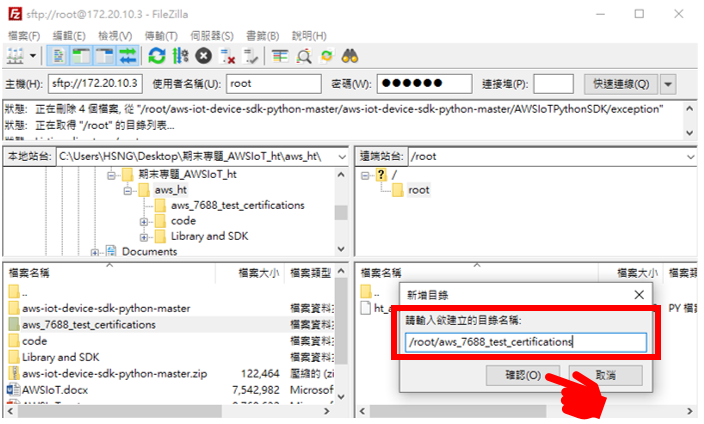 sftp://root@172.20.10.3 - FileZilla
檔案(F) 編輯(E) 檢視(V) 傳輸(T) 伺服器(S) 書籤(B) 說明(H)
主機(H): sftp://172.20.10.3 使用者名稱(U): root 密碼(W): ●●●●●● 連接埠(P): 快速連線(Q)
狀態: 正在刪除 4 個檔案, 從 "/root/aws-iot-device-sdk-python-master/aws-iot-device-sdk-python-master/AWSIoTPythonSDK/exception"
狀態: 正在取得 "/root" 的目錄列表...
本地站台: C:\Users\HSNG\Desktop\期末專題_AWSIoT_ht\aws_ht\
期末專題_AWSIoT_ht
aws_ht
aws_7688_test_certifications
code
Library and SDK
Documents
遠端站台: /root
/
root
檔案名稱 檔案大小 檔案類型
..
aws-iot-device-sdk-python-master 檔案資料
aws_7688_test_certifications 檔案資料
code 檔案資料
Library and SDK 檔案資料
aws-iot-device-sdk-python-master.zip 122,464 壓縮的 (zi
AWSIoT.docx 7,542,982 Microsof
檔案名稱 檔案大小 檔案類
..
ht_a
PY 檔
新增目錄
請輸入欲建立的目錄名稱:
/root/aws_7688_test_certifications
確認(O) 取消